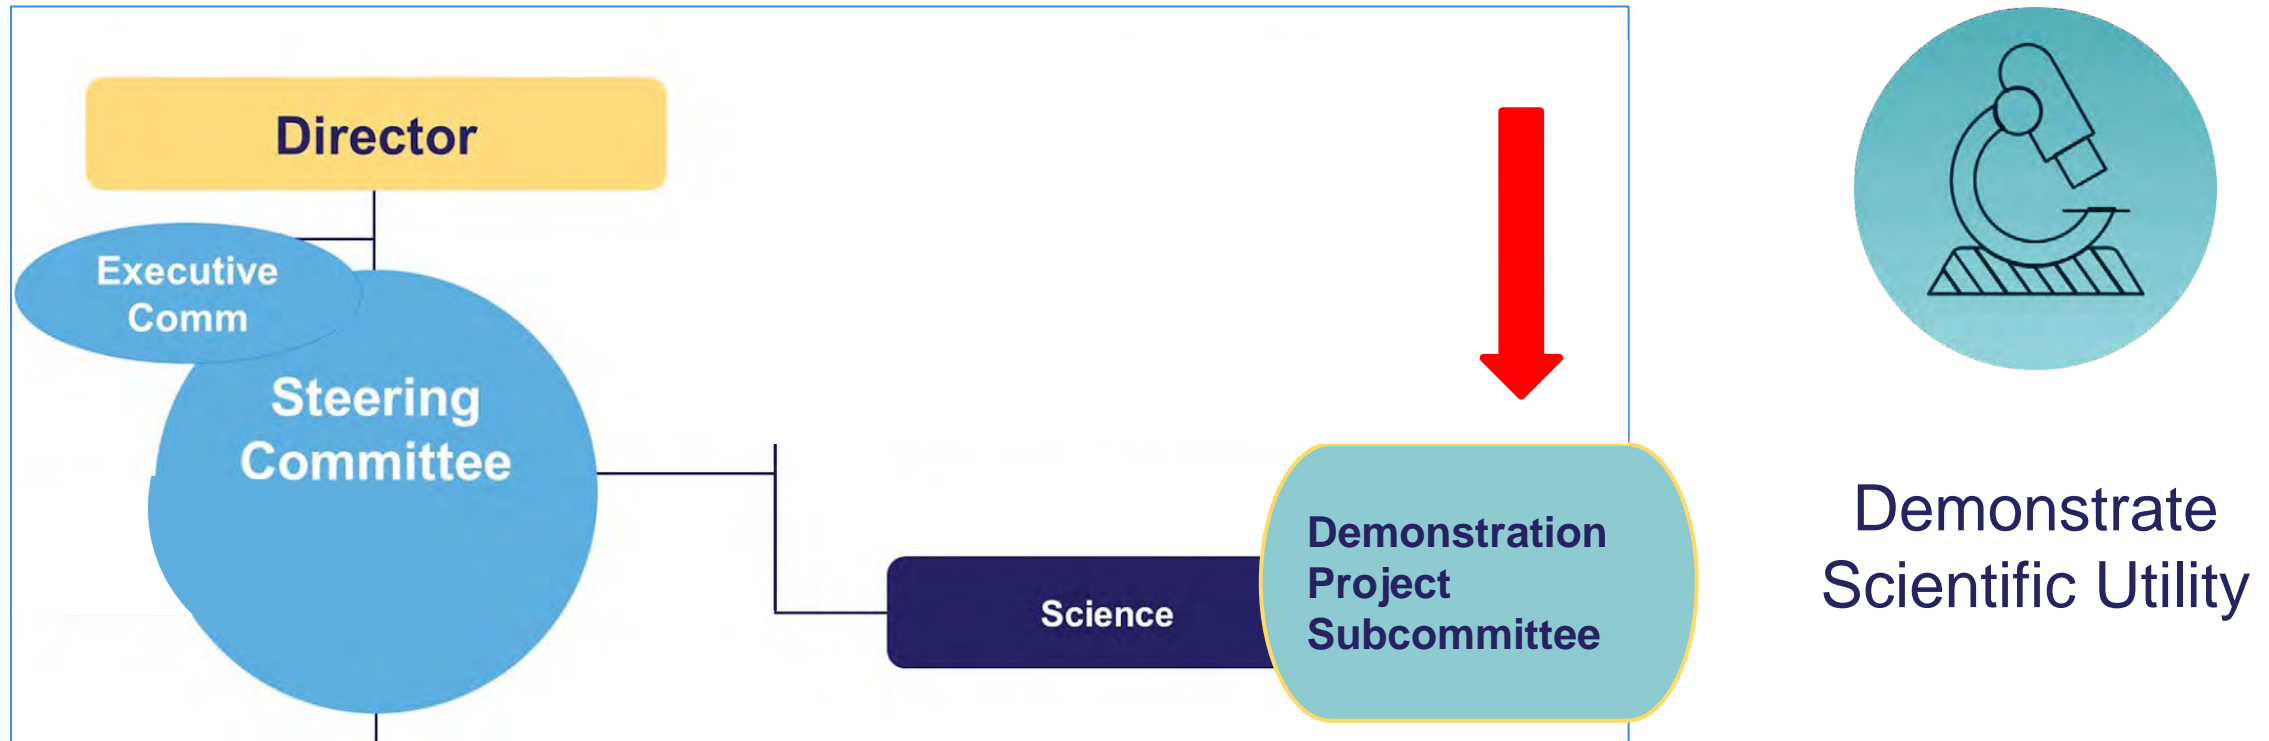 Director
Executive
Comm
Steering
Committee
Science
Demonstration
Project
Subcommittee
Demonstrate
Scientific Utility